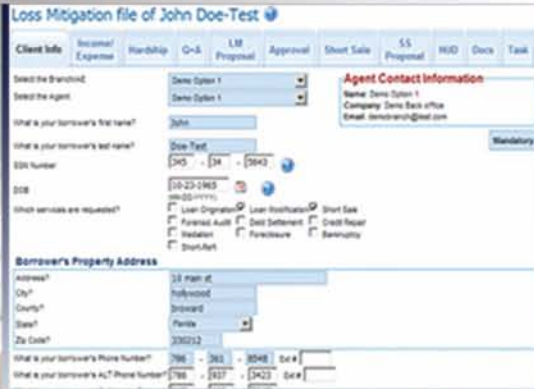 Loss Mitigation file of John Doe-Test
Client Info Income/ Expense Hardship Q+A LM Proposal Approval Short Sale SS Proposal HUD Docs Task
Select the Branch/AE Demo Option 1
Select the Agent Demo Option 1
Agent Contact Information
Name: Demo Option 1
Company: Demo Back office
Email: demobranch@test.com
What is your borrower's first name? John
Mandatory
What is your borrower's last name? Doe-Test
SSN Number 345 - 34 - 5643
DOB 10-23-1965
(MM-DD-YYYY)
Which services are requested? Loan Origination Loan Modification Short Sale
Forensic Audit Debt Settlement Credit Repair
Mediation Foreclosure Bankruptcy
Short-Refi
Borrower's Property Address
Address? 10 main st
City? hollywood
County? broward
State? Florida
Zip Code?
What is your borrower's Phone Number? 786 - 361 - 8548 Ext #
What is your borrower's ALT Phone Number? 786 - 937 - 3423 Ext #